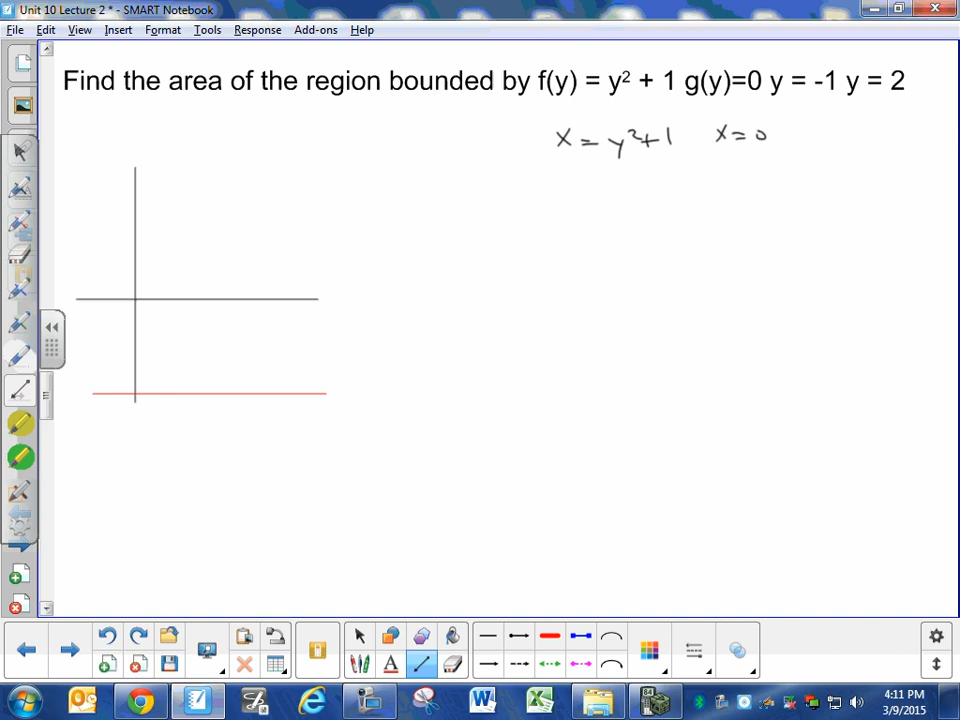 Unit 10 Lecture 2 * - SMART Notebook
File Edit View Insert Format Tools Response Add-ons Help
Find the area of the region bounded by f(y) = y² + 1 g(y)=0 y = -1 y = 2
x = y²+1 x = 0
4:11 PM
3/9/2015